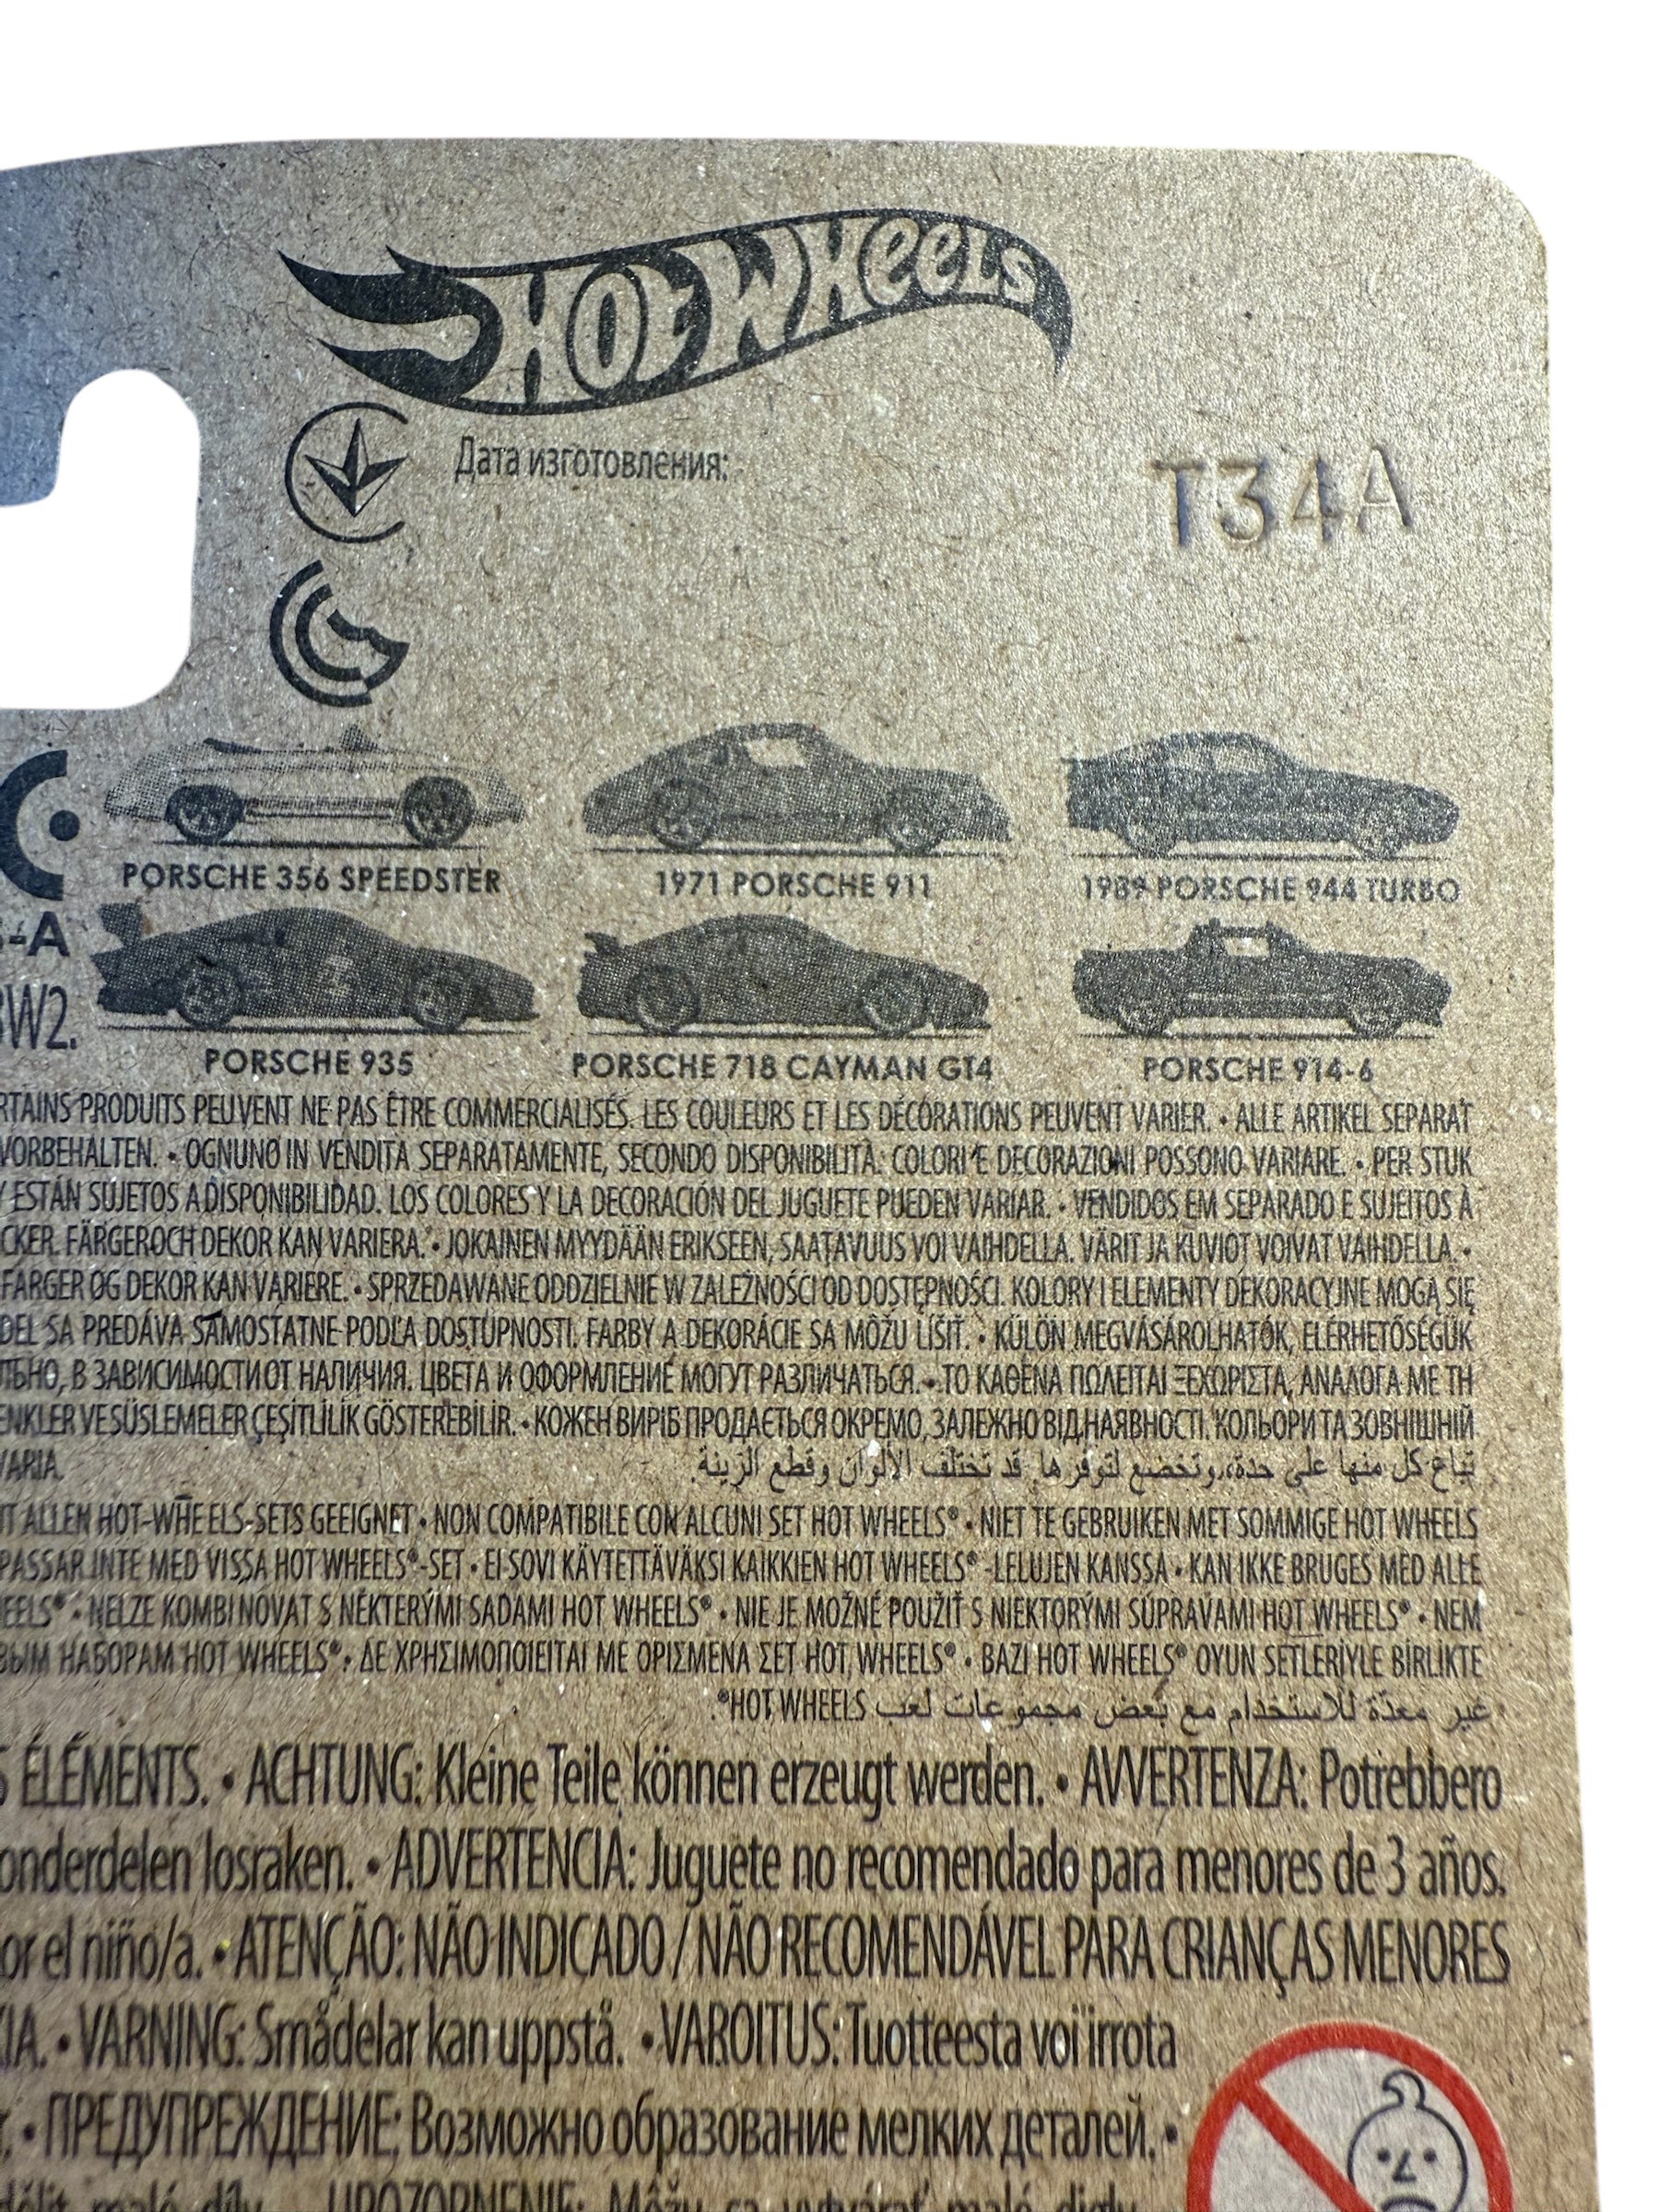 HOT WHEELS
Дата изготовления:
T34A
PORSCHE 356 SPEEDSTER
1971 PORSCHE 911
1989 PORSCHE 944 TURBO
-A
W2.
PORSCHE 935
PORSCHE 718 CAYMAN GT4
PORSCHE 914-6
RTAINS PRODUITS PEUVENT NE PAS ÊTRE COMMERCIALISÉS. LES COULEURS ET LES DÉCORATIONS PEUVENT VARIER. • ALLE ARTIKEL SEPARAT
VORBEHALTEN. • OGNUNO IN VENDITA SEPARATAMENTE, SECONDO DISPONIBILITÀ. COLORI E DECORAZIONI POSSONO VARIARE. • PER STUK
Y ESTÁN SUJETOS A DISPONIBILIDAD. LOS COLORES Y LA DECORACIÓN DEL JUGUETE PUEDEN VARIAR. • VENDIDOS EM SEPARADO E SUJEITOS À
CKER. FÄRGER OCH DEKOR KAN VARIERA. • JOKAINEN MYYDÄÄN ERIKSEEN, SAATAVUUS VOI VAIHDELLA. VÄRIT JA KUVIOT VOIVAT VAIHDELLA. •
FARGER OG DEKOR KAN VARIERE. • SPRZEDAWANE ODDZIELNIE W ZALEŻNOŚCI OD DOSTĘPNOŚCI. KOLORY I ELEMENTY DEKORACYJNE MOGĄ SIĘ
DEL SA PREDÁVA SAMOSTATNE PODĽA DOSTUPNOSTI. FARBY A DEKORÁCIE SA MÔŽU LÍŠIŤ. • KÜLÖN MEGVÁSÁROLHATÓK, ELÉRHETŐSÉGÜK
ЛЬНО, В ЗАВИСИМОСТИ ОТ НАЛИЧИЯ. ЦВЕТА И ОФОРМЛЕНИЕ МОГУТ РАЗЛИЧАТЬСЯ. • ΤΟ ΚΑΘΕΝΑ ΠΩΛΕΙΤΑΙ ΞΕΧΩΡΙΣΤΑ, ΑΝΑΛΟΓΑ ΜΕ ΤΗ
ENKLER VE SÜSLEMELER ÇEŞİTLİLİK GÖSTEREBİLİR. • КОЖЕН ВИРІБ ПРОДАЄТЬСЯ ОКРЕМО, ЗАЛЕЖНО ВІД НАЯВНОСТІ. КОЛЬОРИ ТА ЗОВНІШНІЙ
VARIA.
تباع كل منها على حدة، وتخضع لتوفرها. قد تختلف الألوان وقطع الزينة.
T ALLEN HOT-WHEELS-SETS GEEIGNET • NON COMPATIBILE CON ALCUNI SET HOT WHEELS® • NIET TE GEBRUIKEN MET SOMMIGE HOT WHEELS
PASSAR INTE MED VISSA HOT WHEELS®-SET • EI SOVI KÄYTETTÄVÄKSI KAIKKIEN HOT WHEELS® -LELUJEN KANSSA • KAN IKKE BRUGES MED ALLE
EELS® • NELZE KOMBINOVAT S NĚKTERÝMI SADAMI HOT WHEELS® • NIE JE MOŽNÉ POUŽIŤ S NIEKTORÝMI SÚPRAVAMI HOT WHEELS® • NEM
ВЫМ НАБОРАМ HOT WHEELS® • ΔΕ ΧΡΗΣΙΜΟΠΟΙΕΙΤΑΙ ΜΕ ΟΡΙΣΜΕΝΑ ΣΕΤ HOT WHEELS® • BAZI HOT WHEELS® OYUN SETLERİYLE BİRLİKTE
غير معدّة للاستخدام مع بعض مجموعات لعب HOT WHEELS®.
S ÉLÉMENTS. • ACHTUNG: Kleine Teile können erzeugt werden. • AVVERTENZA: Potrebbero
onderdelen losraken. • ADVERTENCIA: Juguete no recomendado para menores de 3 años.
or el niño/a. • ATENÇÃO: NÃO INDICADO / NÃO RECOMENDÁVEL PARA CRIANÇAS MENORES
IA. • VARNING: Smådelar kan uppstå. • VAROITUS: Tuotteesta voi irrota
• ПРЕДУПРЕЖДЕНИЕ: Возможно образование мелких деталей. •
dělit malé díly. UPOZORNENIE: Môžu sa vytvárať malé diely.